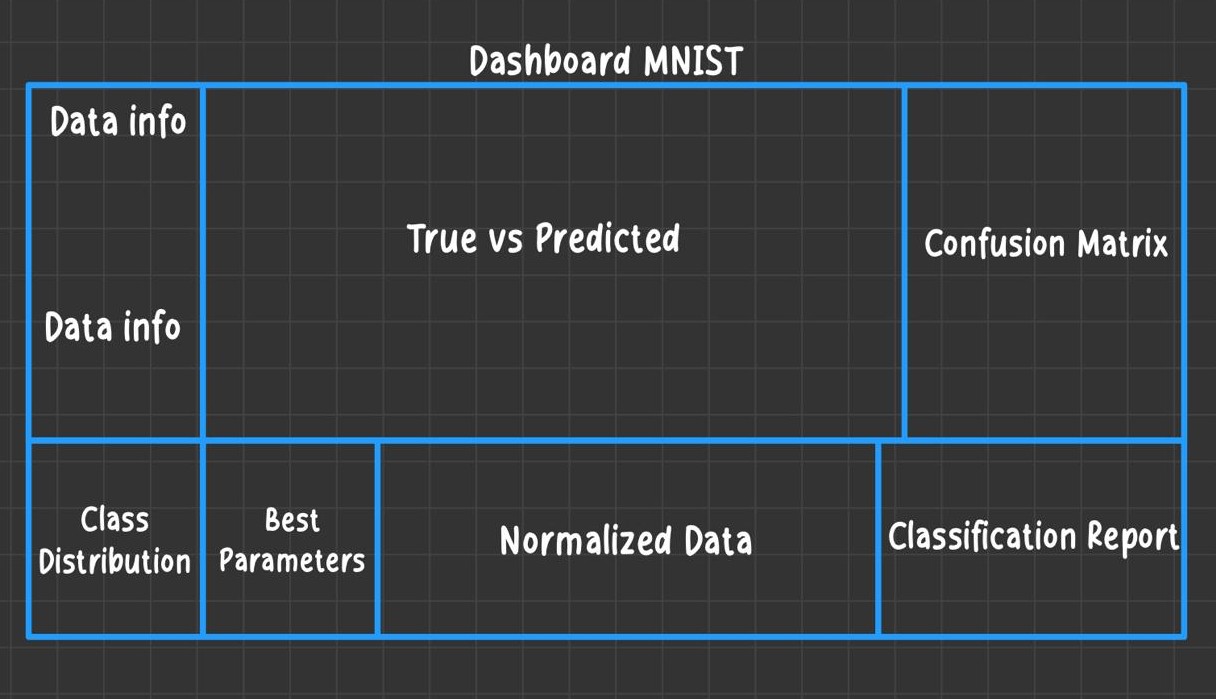 Dashboard MNIST
Data info
True vs Predicted
Confusion Matrix
Data info
Class
Distribution
Best
Parameters
Normalized Data
Classification Report